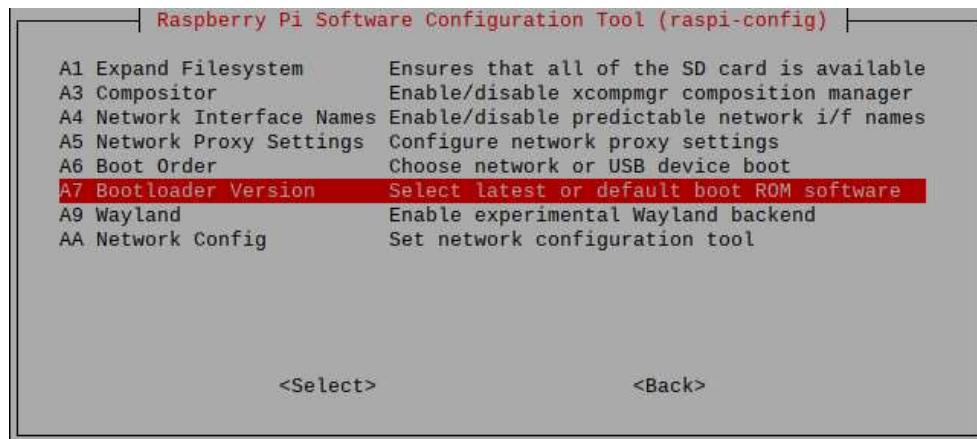 Raspberry Pi Software Configuration Tool (raspi-config)
A1 Expand Filesystem Ensures that all of the SD card is available
A3 Compositor Enable/disable xcompmgr composition manager
A4 Network Interface Names Enable/disable predictable network i/f names
A5 Network Proxy Settings Configure network proxy settings
A6 Boot Order Choose network or USB device boot
A7 Bootloader Version Select latest or default boot ROM software
A9 Wayland Enable experimental Wayland backend
AA Network Config Set network configuration tool
<Select> <Back>